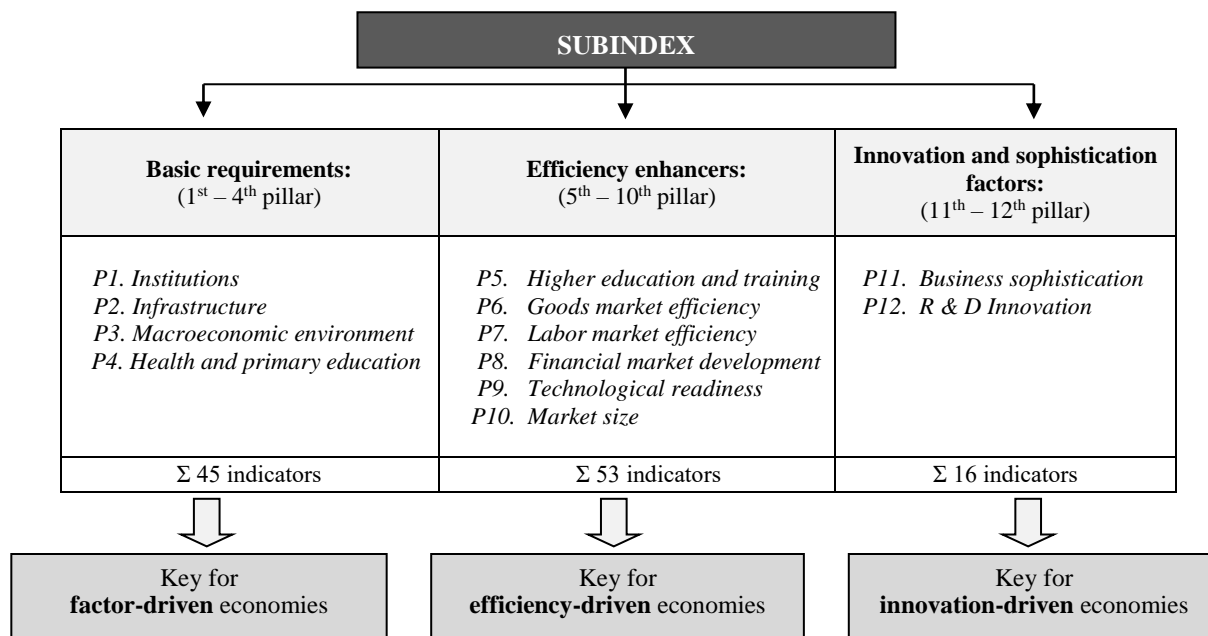 SUBINDEX
Basic requirements:
(1st – 4th pillar)
Efficiency enhancers:
(5th – 10th pillar)
Innovation and sophistication
factors:
(11th – 12th pillar)
P1. Institutions
P2. Infrastructure
P3. Macroeconomic environment
P4. Health and primary education
P5. Higher education and training
P6. Goods market efficiency
P7. Labor market efficiency
P8. Financial market development
P9. Technological readiness
P10. Market size
P11. Business sophistication
P12. R & D Innovation
Σ 45 indicators
Σ 53 indicators
Σ 16 indicators
Key for
factor-driven economies
Key for
efficiency-driven economies
Key for
innovation-driven economies